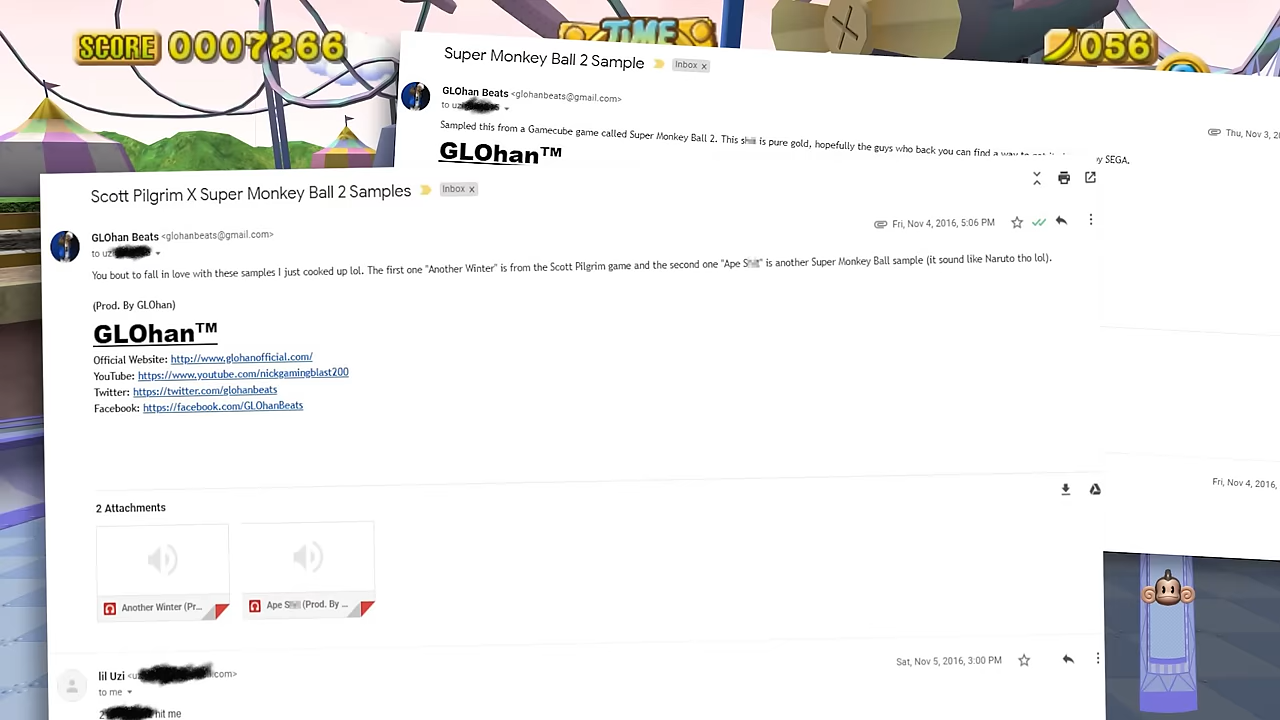 SCORE 0007266
TIME
056
Super Monkey Ball 2 Sample Inbox x
GLOhan Beats <glohanbeats@gmail.com>
to uz
Thu, Nov 3, 20
Sampled this from a Gamecube game called Super Monkey Ball 2. This sh is pure gold, hopefully the guys who back you can find a way to by SEGA,
GLOhan™
Scott Pilgrim X Super Monkey Ball 2 Samples Inbox x
GLOhan Beats <glohanbeats@gmail.com>
Fri, Nov 4, 2016, 5:06 PM
to uz
You bout to fall in love with these samples I just cooked up lol. The first one "Another Winter" is from the Scott Pilgrim game and the second one "Ape S" is another Super Monkey Ball sample (it sound like Naruto tho lol).
(Prod. By GLOhan)
GLOhan™
Official Website: http://www.glohanofficial.com/
YouTube: https://www.youtube.com/nickgamingblast200
Twitter: https://twitter.com/glohanbeats
Facebook: https://facebook.com/GLOhanBeats
Fri, Nov 4, 2016,
2 Attachments
Another Winter (Pr...
Ape S (Prod. By ...
lil Uzi <u .com>
Sat, Nov 5, 2016, 3:00 PM
to me
2 hit me